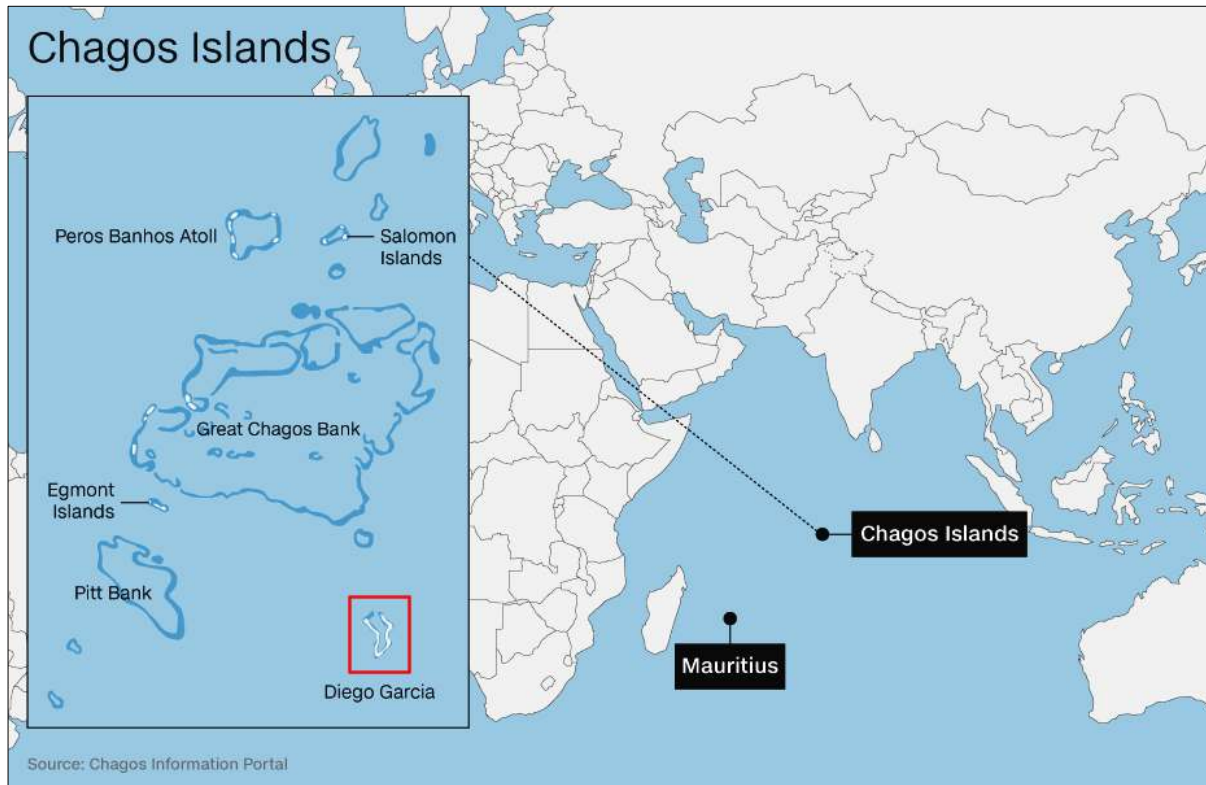 Chagos Islands
Peros Banhos Atoll
Salomon
Islands
Great Chagos Bank
Egmont
Islands
Pitt Bank
Diego Garcia
Chagos Islands
Mauritius
Source: Chagos Information Portal